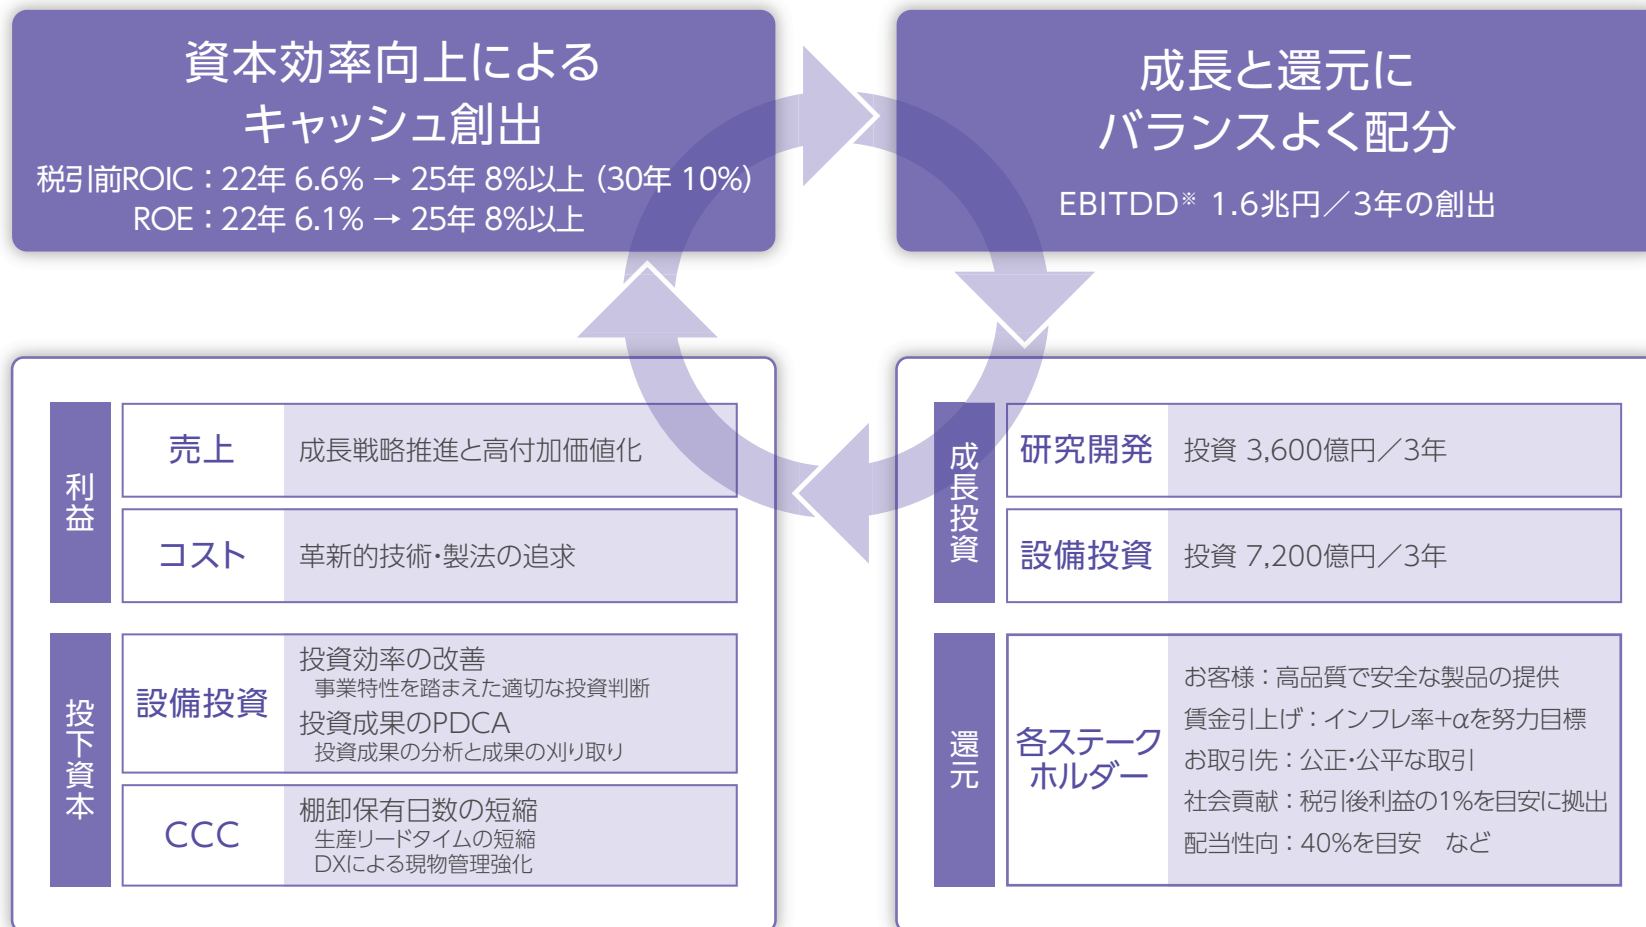 資本効率向上による
キャッシュ創出
税引前ROIC：22年 6.6% → 25年 8%以上（30年 10%）
ROE：22年 6.1% → 25年 8%以上
成長と還元に
バランスよく配分
EBITDD※ 1.6兆円／3年の創出
利益
売上
成長戦略推進と高付加価値化
コスト
革新的技術・製法の追求
投下資本
設備投資
投資効率の改善
事業特性を踏まえた適切な投資判断
投資成果のPDCA
投資成果の分析と成果の刈り取り
CCC
棚卸保有日数の短縮
生産リードタイムの短縮
DXによる現物管理強化
成長投資
研究開発
投資 3,600億円／3年
設備投資
投資 7,200億円／3年
還元
各ステーク
ホルダー
お客様：高品質で安全な製品の提供
賃金引上げ：インフレ率+αを努力目標
お取引先：公正・公平な取引
社会貢献：税引後利益の1%を目安に拠出
配当性向：40%を目安　など